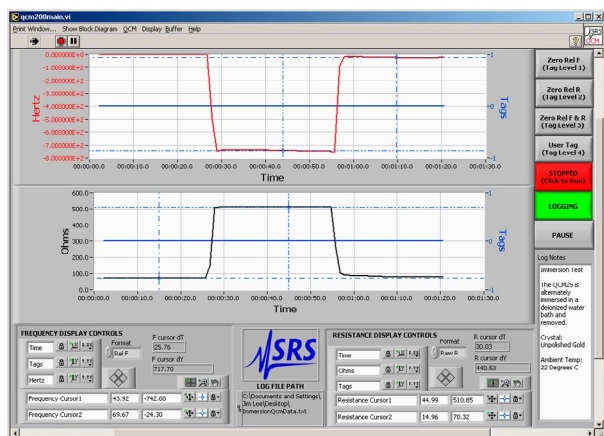 qcm200main.vi
Print Window... Show Block Diagram QCM Display Buffer Help
SRS
QCM
0.000000E+0
-1.000000E+2
-2.000000E+2
-3.000000E+2
-4.000000E+2
-5.000000E+2
-6.000000E+2
-7.000000E+2
-8.000000E+2
Hertz
1
0
-1
Tags
00:00:00.0 00:00:10.0 00:00:20.0 00:00:30.0 00:00:40.0 00:00:50.0 00:01:00.0 00:01:10.0 00:01:20.0 00:01:30.0
Time
600.0
500.0
400.0
300.0
200.0
100.0
0.0
Ohms
1
0
-1
Tags
00:00:00.0 00:00:10.0 00:00:20.0 00:00:30.0 00:00:40.0 00:00:50.0 00:01:00.0 00:01:10.0 00:01:20.0 00:01:30.0
Time
Zero Rel F
(Tag Level 1)
Zero Rel R
(Tag Level 2)
Zero Rel F & R
(Tag Level 3)
User Tag
(Tag Level 4)
STOPPED
(Click to Run)
LOGGING
PAUSE
Log Notes
Immersion Test
The QCM25 is
alternately
immersed in a
deionized water
bath and
removed.
Crystal:
Unpolished Gold
Ambient Temp:
22 Degrees C
FREQUENCY DISPLAY CONTROLS
Time
Tags
Hertz
Format
Rel F
F cursor dT
25.76
F cursor dY
717.70
Frequency Cursor1 43.92 -742.00
Frequency Cursor2 69.67 -24.30
SRS
LOG FILE PATH
C:\Documents and Settings\
Jim Lee\Desktop\
ImmersionQcmData.txt
RESISTANCE DISPLAY CONTROLS
Time
Ohms
Tags
Format
Raw R
R cursor dT
30.03
R cursor dY
440.53
Resistance Cursor1 44.99 510.85
Resistance Cursor2 14.96 70.32